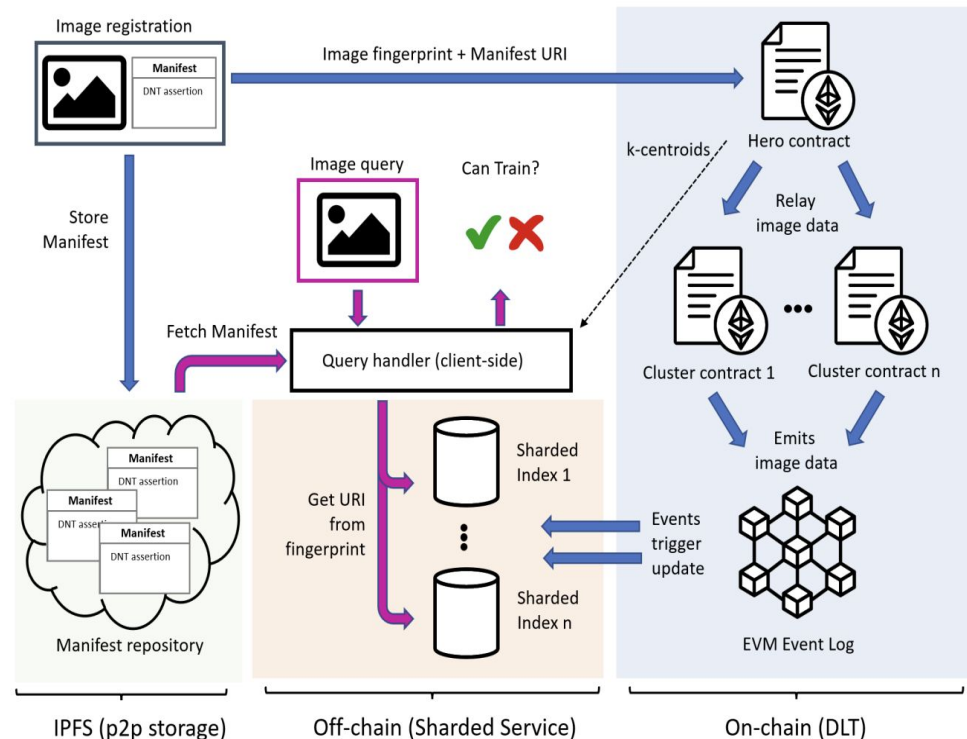 Image registration
Manifest
DNT assertion
Image fingerprint + Manifest URI
Hero contract
k-centroids
Image query
Can Train?
Store
Manifest
Relay
image data
Fetch Manifest
Query handler (client-side)
Cluster contract 1
Cluster contract n
Manifest
DNT assertion
Manifest
DNT asser
Manifest
DNT assertion
Manifest repository
Get URI
from
fingerprint
Sharded
Index 1
Sharded
Index n
Emits
image data
Events
trigger
update
EVM Event Log
IPFS (p2p storage)
Off-chain (Sharded Service)
On-chain (DLT)